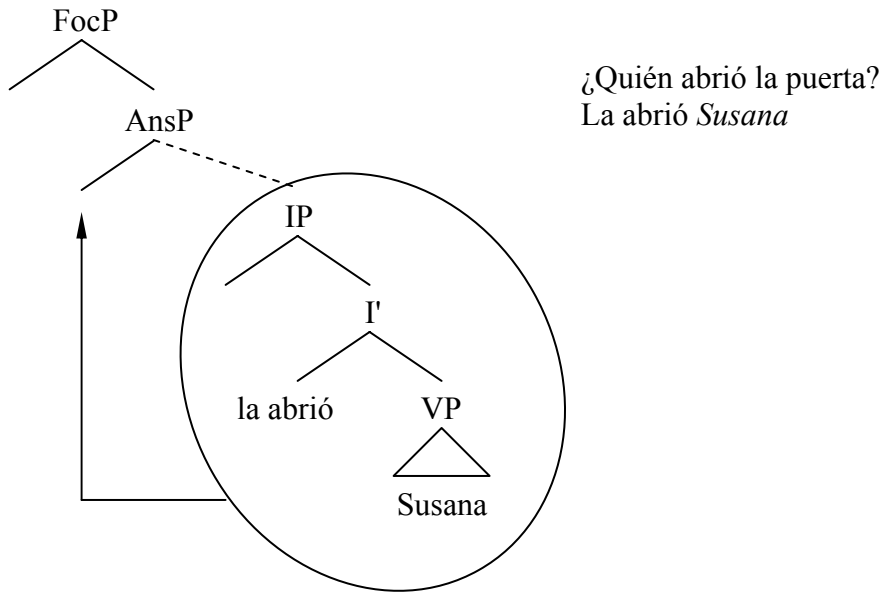 FocP
¿Quién abrió la puerta?
La abrió Susana
AnsP
IP
I'
la abrió
VP
Susana